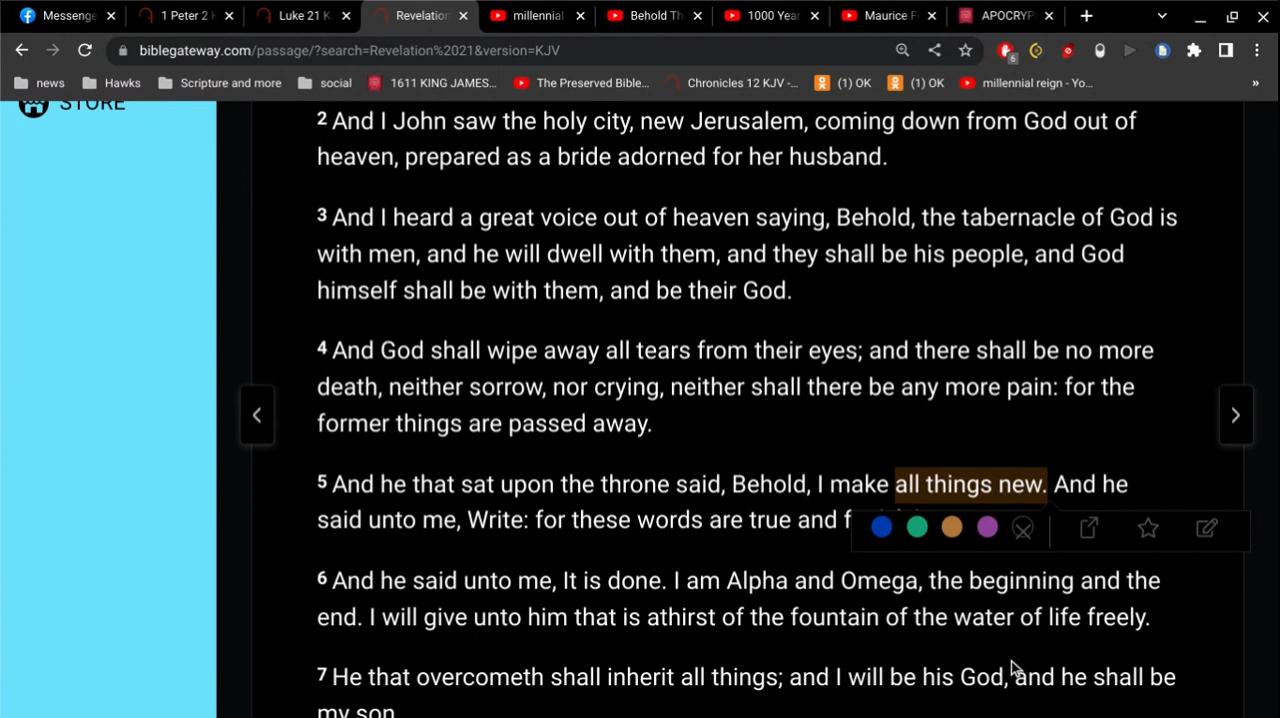 Messenge
1 Peter 2
Luke 21 K
Revelation
millennial
Behold Th
1000 Year
Maurice F
APOCRYP
biblegateway.com/passage/?search=Revelation%2021&version=KJV
6
news
Hawks
Scripture and more
social
1611 KING JAMES...
The Preserved Bible...
Chronicles 12 KJV -...
(1) OK
(1) OK
millennial reign - Yo...
»
STORE
2 And I John saw the holy city, new Jerusalem, coming down from God out of
heaven, prepared as a bride adorned for her husband.
3 And I heard a great voice out of heaven saying, Behold, the tabernacle of God is
with men, and he will dwell with them, and they shall be his people, and God
himself shall be with them, and be their God.
4 And God shall wipe away all tears from their eyes; and there shall be no more
death, neither sorrow, nor crying, neither shall there be any more pain: for the
former things are passed away.
5 And he that sat upon the throne said, Behold, I make all things new. And he
said unto me, Write: for these words are true and
6 And he said unto me, It is done. I am Alpha and Omega, the beginning and the
end. I will give unto him that is athirst of the fountain of the water of life freely.
7 He that overcometh shall inherit all things; and I will be his God, and he shall be
my son.